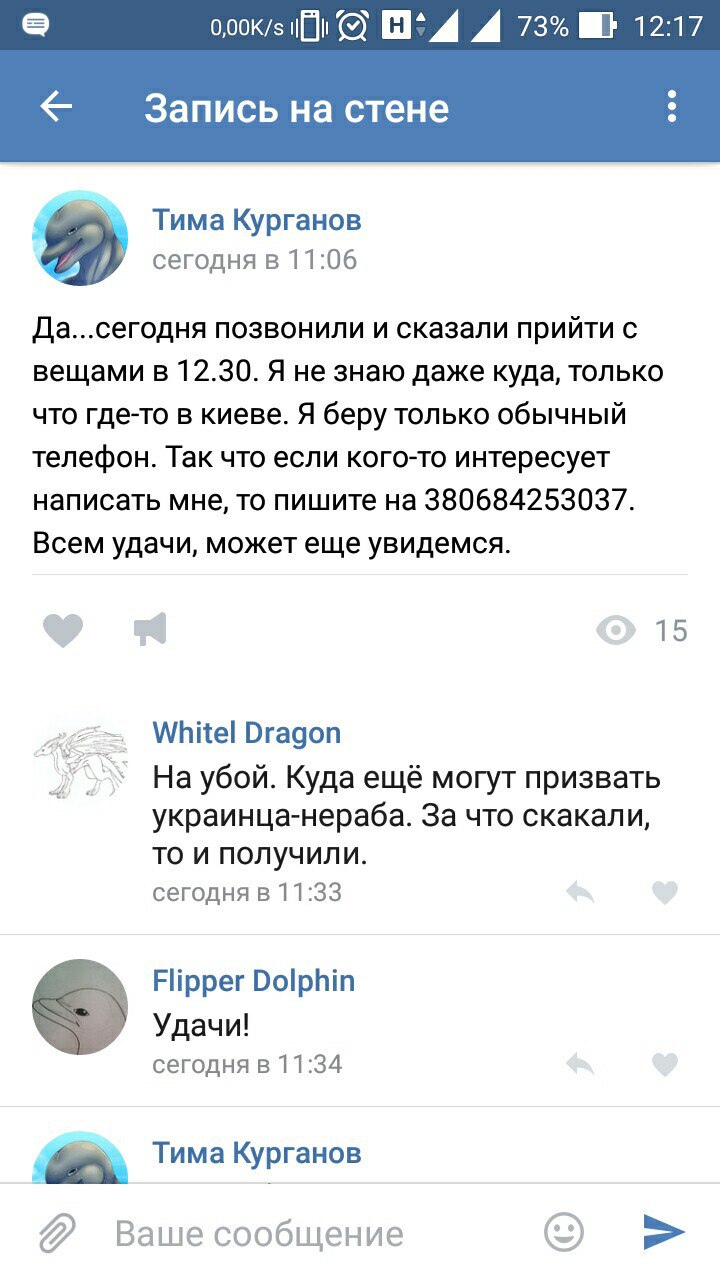 0,00K/s H 73% 12:17
Запись на стене
Тима Курганов
сегодня в 11:06
Да...сегодня позвонили и сказали прийти с
вещами в 12.30. Я не знаю даже куда, только
что где-то в киеве. Я беру только обычный
телефон. Так что если кого-то интересует
написать мне, то пишите на 380684253037.
Всем удачи, может еще увидемся.
15
Whitel Dragon
На убой. Куда ещё могут призвать
украинца-нераба. За что скакали,
то и получили.
сегодня в 11:33
Flipper Dolphin
Удачи!
сегодня в 11:34
Тима Курганов
Ваше сообщение